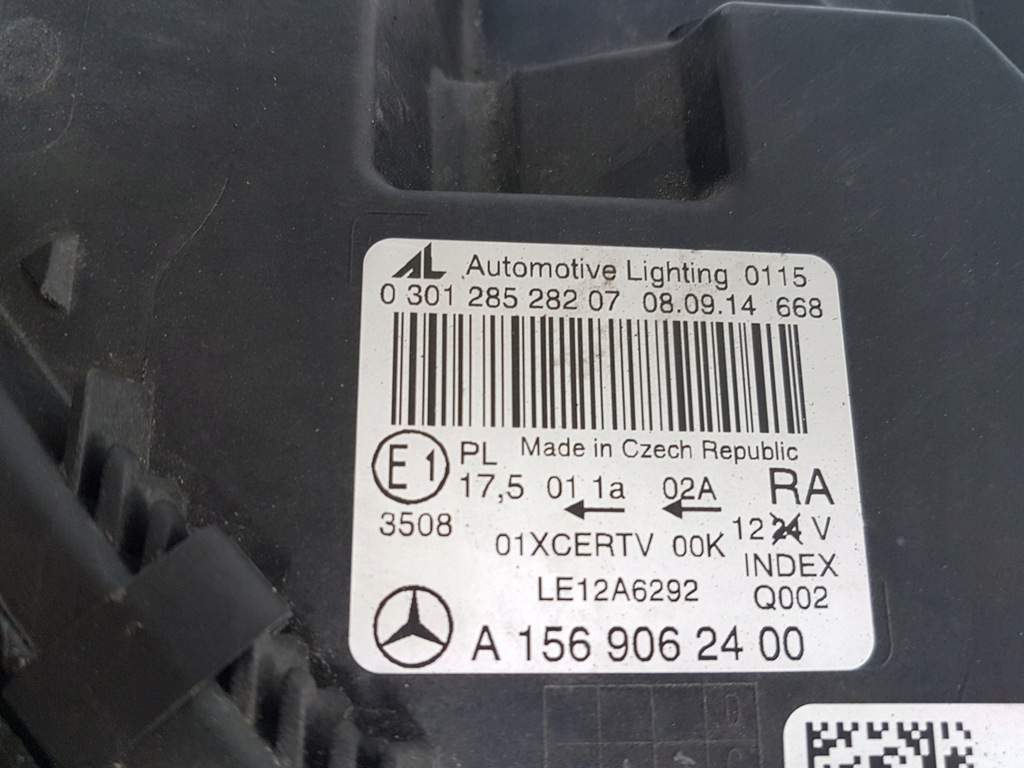 AL Automotive Lighting 0115
0 301 285 282 07 08.09.14 668
Made in Czech Republic
E1 PL
17,5 01 1a 02A RA
3508
12 24 V
01XCERTV 00K
INDEX
LE12A6292 Q002
A 156 906 24 00
D